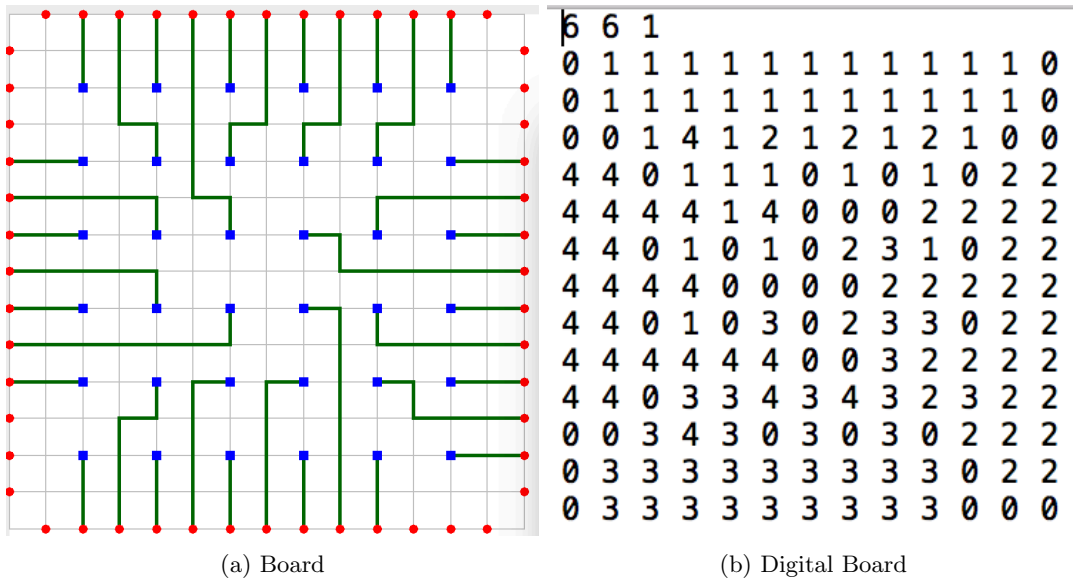 6 6 1
0 1 1 1 1 1 1 1 1 1 1 1 0
0 1 1 1 1 1 1 1 1 1 1 1 0
0 0 1 4 1 2 1 2 1 2 1 0 0
4 4 0 1 1 1 0 1 0 1 0 2 2
4 4 4 4 1 4 0 0 0 2 2 2 2
4 4 0 1 0 1 0 2 3 1 0 2 2
4 4 4 4 0 0 0 0 2 2 2 2 2
4 4 0 1 0 3 0 2 3 3 0 2 2
4 4 4 4 4 4 0 0 3 2 2 2 2
4 4 0 3 3 4 3 4 3 2 3 2 2
0 0 3 4 3 0 3 0 3 0 2 2 2
0 3 3 3 3 3 3 3 3 3 0 2 2
0 3 3 3 3 3 3 3 3 3 0 0 0
(a) Board
(b) Digital Board